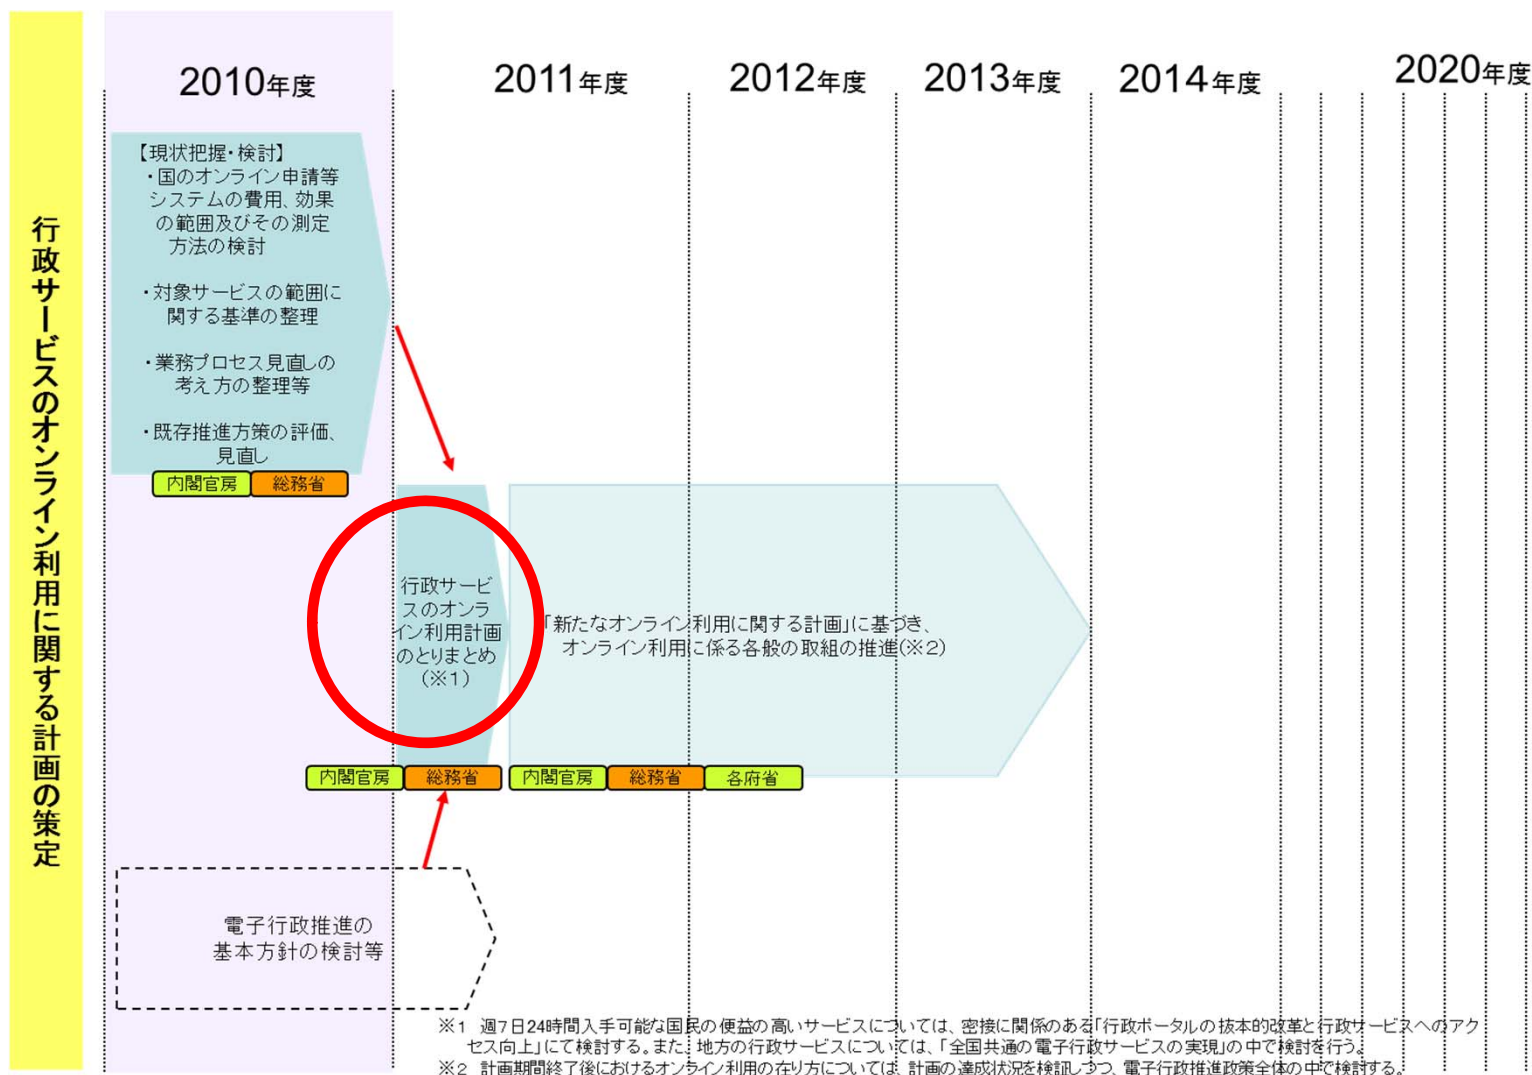 行政サービスのオンライン利用に関する計画の策定
2010年度
2011年度
2012年度
2013年度
2014年度
2020年度
【現状把握・検討】
・国のオンライン申請等
システムの費用、効果
の範囲及びその測定
方法の検討
・対象サービスの範囲に
関する基準の整理
・業務プロセス見直しの
考え方の整理等
・既存推進方策の評価、
見直し
内閣官房
総務省
行政サービ
スのオンラ
イン利用計画
のとりまとめ
（※1）
「新たなオンライン利用に関する計画」に基づき、
オンライン利用に係る各般の取組の推進(※2)
内閣官房
総務省
内閣官房
総務省
各府省
電子行政推進の
基本方針の検討等
※1 週7日24時間入手可能な国民の便益の高いサービスについては、密接に関係のある「行政ポータルの抜本的改革と行政サービスへのアク
セス向上」にて検討する。また、地方の行政サービスについては、「全国共通の電子行政サービスの実現」の中で検討を行う。
※2 計画期間終了後におけるオンライン利用の在り方については、計画の達成状況を検証しつつ、電子行政推進政策全体の中で検討する。